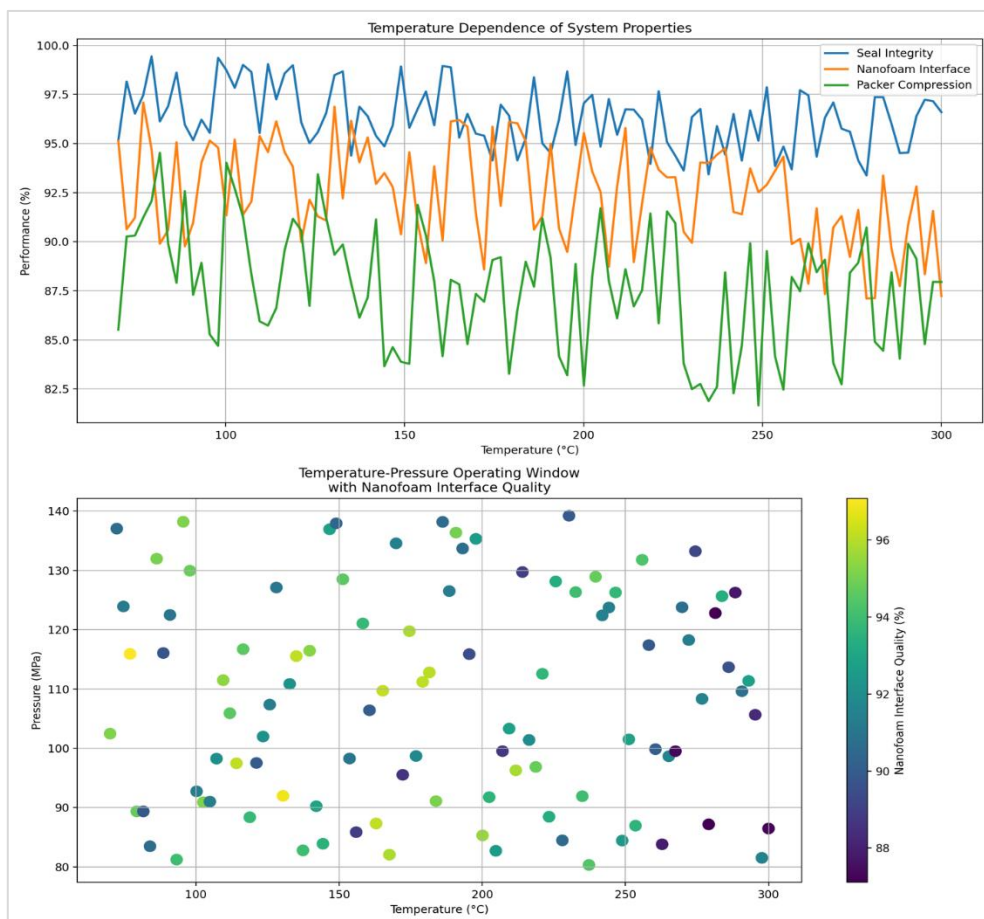 Temperature Dependence of System Properties
100.0
97.5
95.0
92.5
90.0
87.5
85.0
82.5
Performance (%)
Seal Integrity
Nanofoam Interface
Packer Compression
100
150
200
250
300
Temperature (°C)
Temperature-Pressure Operating Window
with Nanofoam Interface Quality
140
130
120
110
100
90
80
Pressure (MPa)
100
150
200
250
300
Temperature (°C)
96
94
92
90
88
Nanofoam Interface Quality (%)